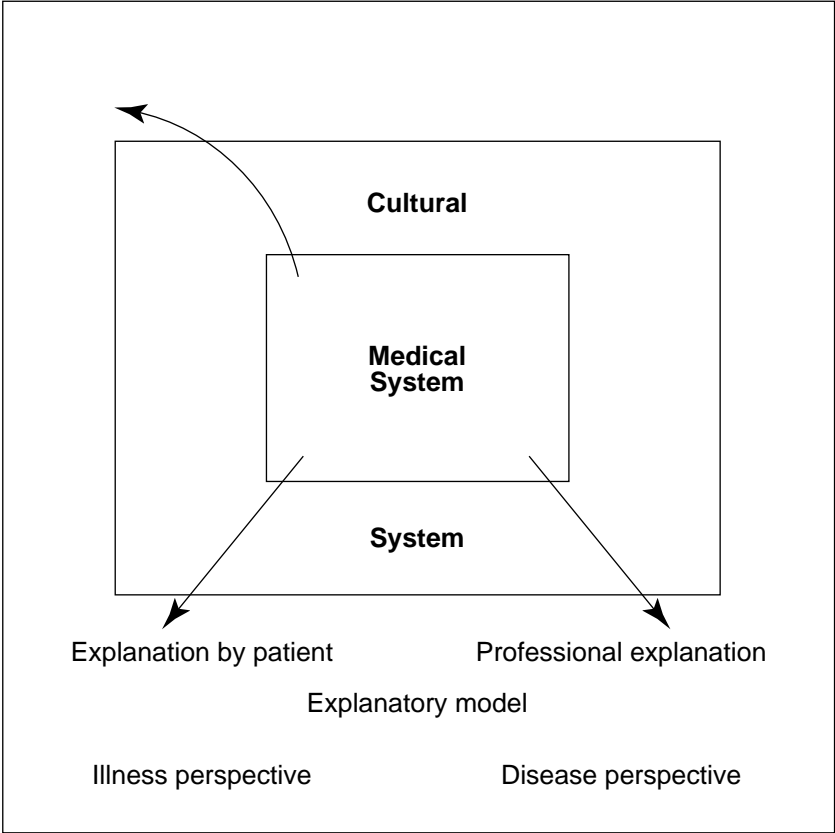 Cultural
Medical
System
System
Explanation by patient
Professional explanation
Explanatory model
Illness perspective
Disease perspective